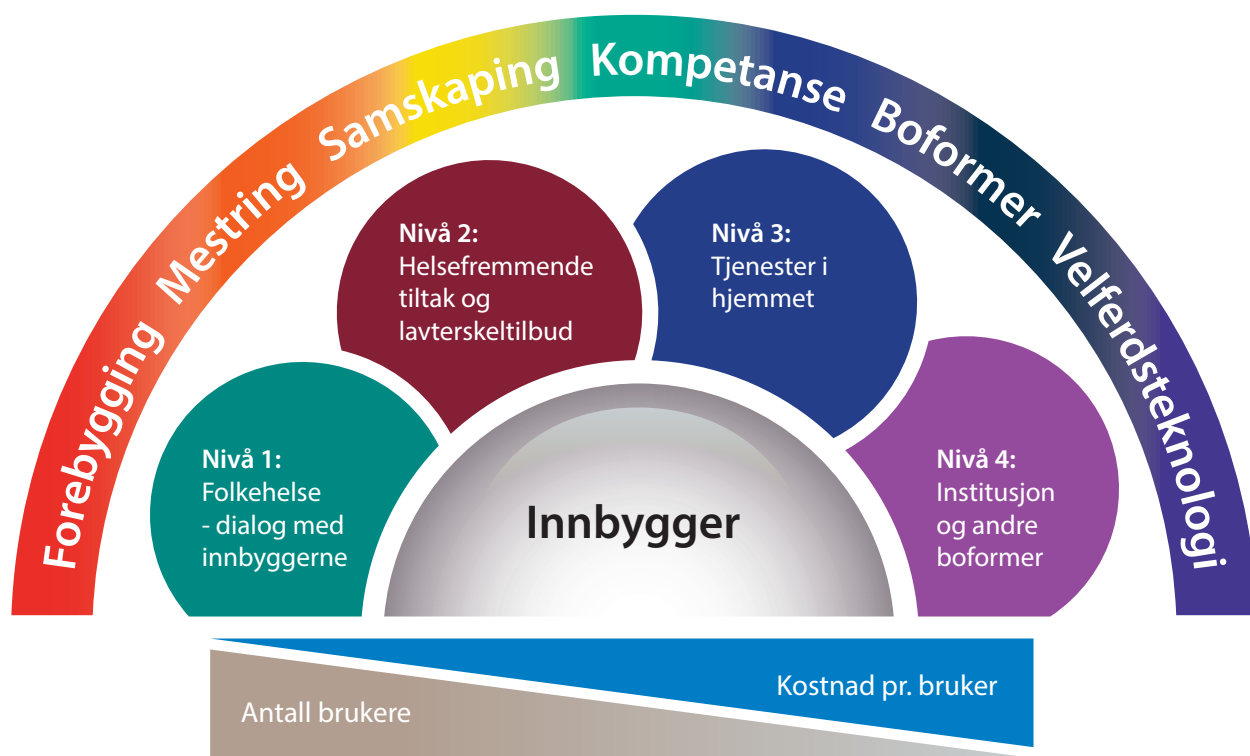 Forebygging Mestring Samskaping Kompetanse Boformer Velferdsteknologi
Nivå 1:
Folkehelse
- dialog med
innbyggerne
Nivå 2:
Helsefremmende
tiltak og
lavterskeltilbud
Nivå 3:
Tjenester i
hjemmet
Nivå 4:
Institusjon
og andre
boformer
Innbygger
Antall brukere
Kostnad pr. bruker